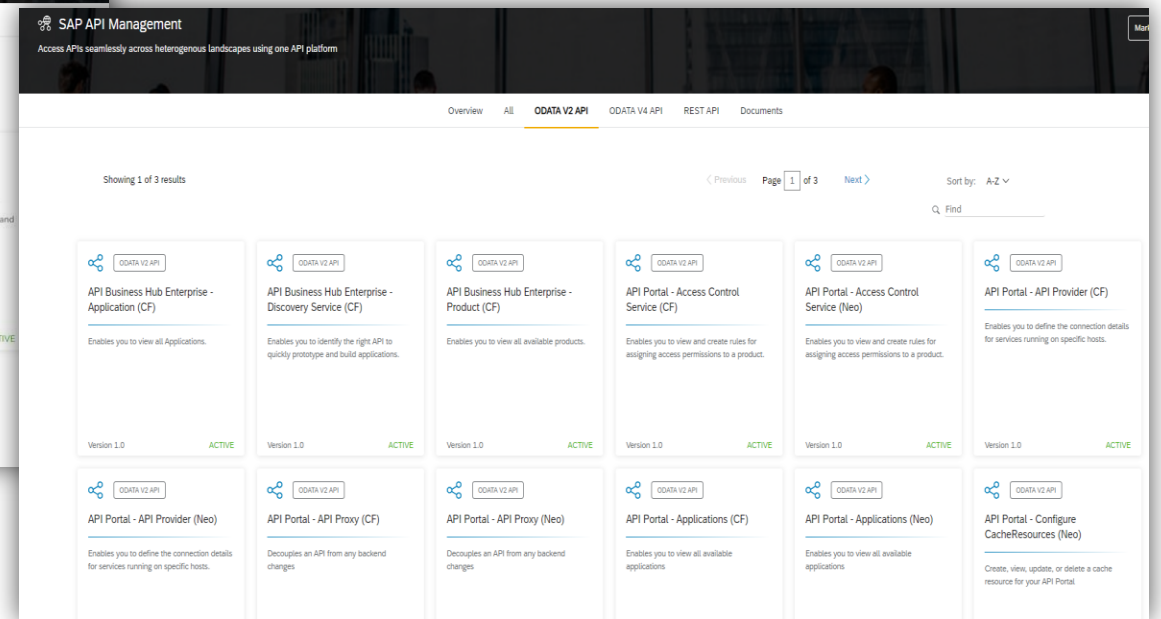 SAP API Management
Mark
Access APIs seamlessly across heterogenous landscapes using one API platform
Overview All ODATA V2 API ODATA V4 API REST API Documents
Showing 1 of 3 results
Previous Page 1 of 3 Next
Sort by: A-Z
Find
and
TIVE
ODATA V2 API
API Business Hub Enterprise -
Application (CF)
Enables you to view all Applications.
Version 1.0 ACTIVE
ODATA V2 API
API Business Hub Enterprise -
Discovery Service (CF)
Enables you to identify the right API to
quickly prototype and build applications.
Version 1.0 ACTIVE
ODATA V2 API
API Business Hub Enterprise -
Product (CF)
Enables you to view all available products.
Version 1.0 ACTIVE
ODATA V2 API
API Portal - Access Control
Service (CF)
Enables you to view and create rules for
assigning access permissions to a product.
Version 1.0 ACTIVE
ODATA V2 API
API Portal - Access Control
Service (Neo)
Enables you to view and create rules for
assigning access permissions to a product.
Version 1.0 ACTIVE
ODATA V2 API
API Portal - API Provider (CF)
Enables you to define the connection details
for services running on specific hosts.
Version 1.0 ACTIVE
ODATA V2 API
API Portal - API Provider (Neo)
Enables you to define the connection details
for services running on specific hosts.
ODATA V2 API
API Portal - API Proxy (CF)
Decouples an API from any backend
changes
ODATA V2 API
API Portal - API Proxy (Neo)
Decouples an API from any backend
changes
ODATA V2 API
API Portal - Applications (CF)
Enables you to view all available
applications
ODATA V2 API
API Portal - Applications (Neo)
Enables you to view all available
applications
ODATA V2 API
API Portal - Configure
CacheResources (Neo)
Create, view, update, or delete a cache
resource for your API Portal